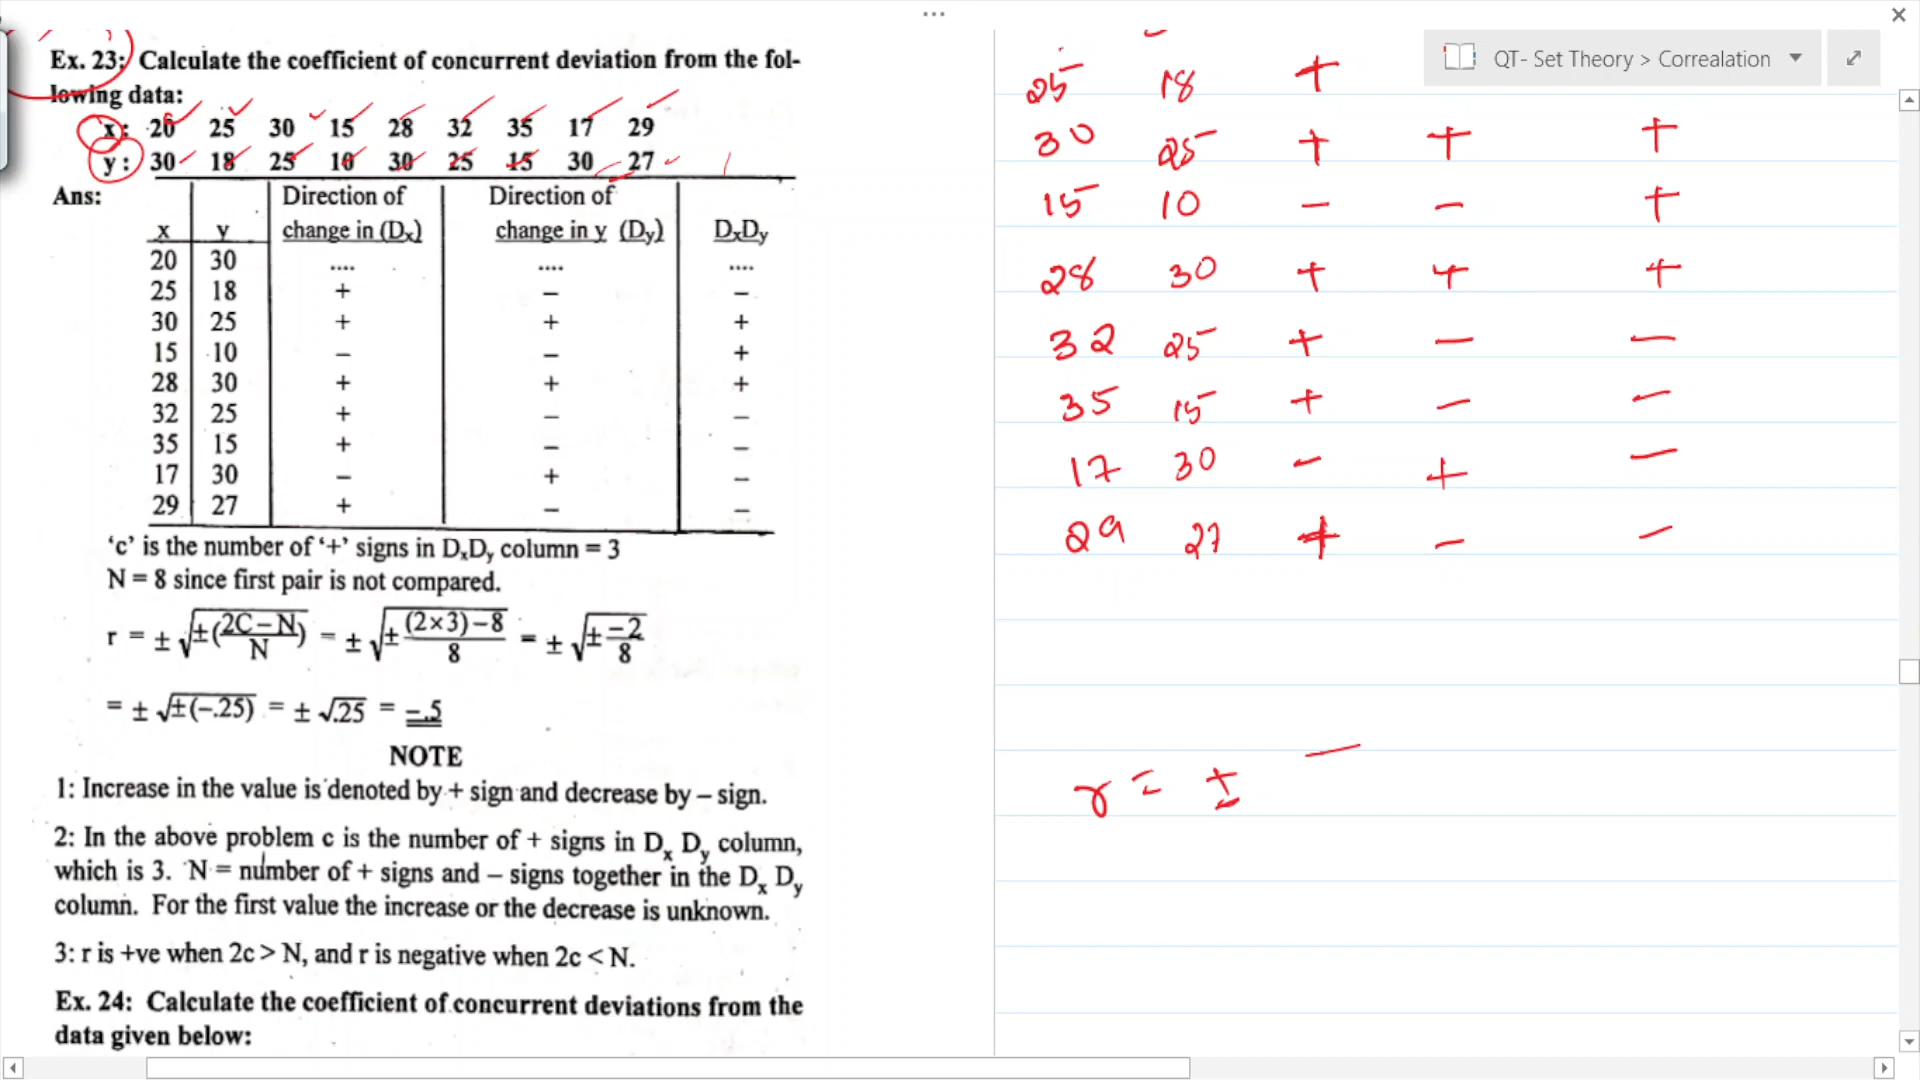 Ex. 23: Calculate the coefficient of concurrent deviation from the fol-
lowing data:
x: 20 25 30 15 28 32 35 17 29
y: 30 18 25 10 30 25 15 30 27
Ans:
Direction of Direction of
x y change in (Dx) change in y (Dy) DxDy
20 30 .... .... ....
25 18 + – –
30 25 + + +
15 10 – – +
28 30 + + +
32 25 + – –
35 15 + – –
17 30 – + –
29 27 + – –
‘c’ is the number of ‘+’ signs in DxDy column = 3
N = 8 since first pair is not compared.
r = ± √±(2C – N)/N = ± √± (2×3) – 8 / 8 = ± √± –2/8
= ± √±(–.25) = ± √.25 = –.5
NOTE
1: Increase in the value is denoted by + sign and decrease by – sign.
2: In the above problem c is the number of + signs in Dx Dy column,
which is 3. N = number of + signs and – signs together in the Dx Dy
column. For the first value the increase or the decrease is unknown.
3: r is +ve when 2c > N, and r is negative when 2c < N.
Ex. 24: Calculate the coefficient of concurrent deviations from the
data given below:
QT- Set Theory > Correalation
25 18 +
30 25 + + +
15 10 – – +
28 30 + + +
32 25 + – –
35 15 + – –
17 30 – + –
29 27 + – –
r = ±